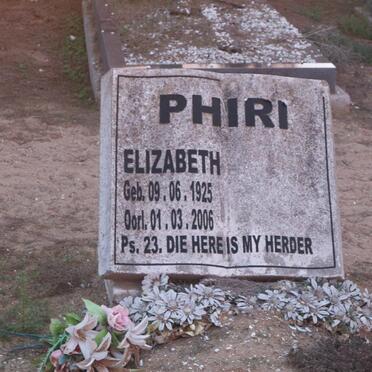 PHIRI
ELIZABETH
Geb. 09.06.1925
Oorl. 01.03.2006
Ps. 23. DIE HERE IS MY HERDER